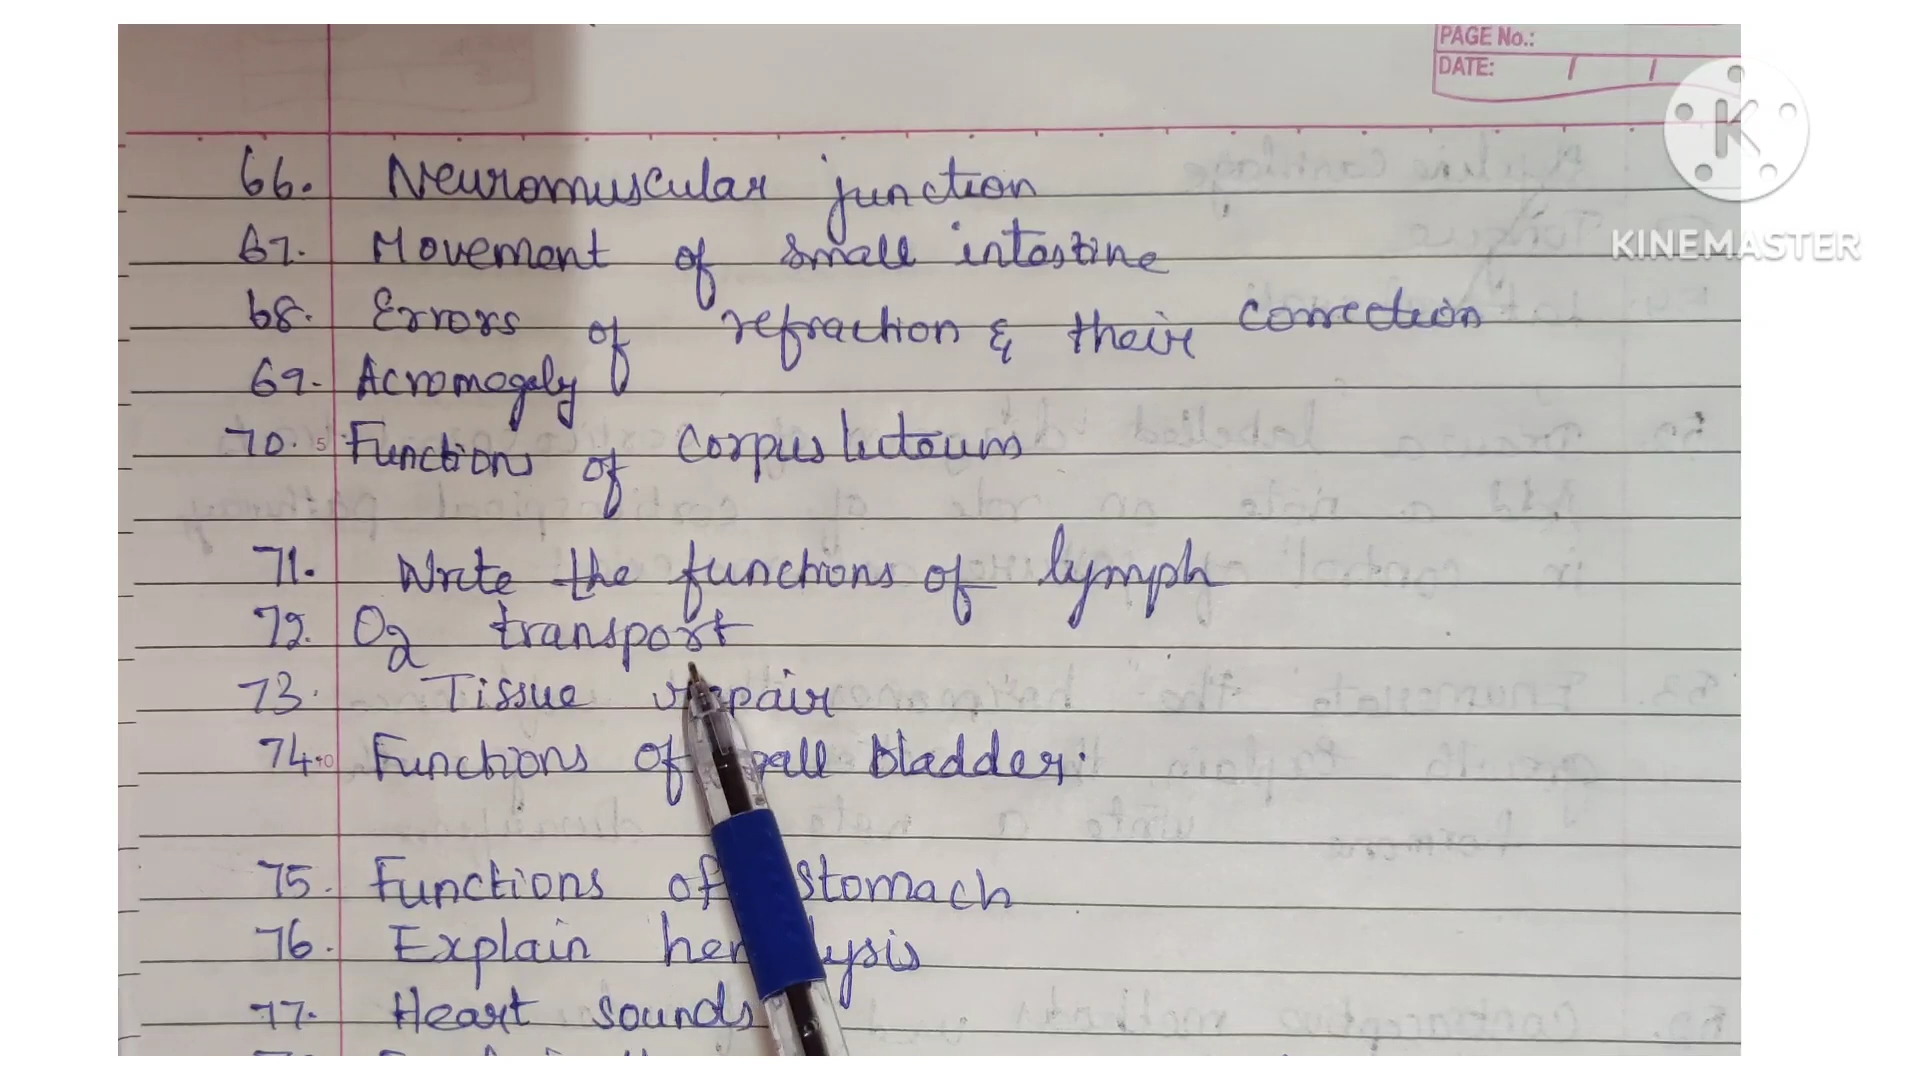 PAGE No.:
DATE: / /
K
KINEMASTER
66. Neuromuscular junction
67. Movement of small intestine
68. Errors of refraction & their correction
69. Acromegaly
70. Function of corpus luteum
71. Write the functions of lymph
72. O2 transport
73. Tissue repair
74. Functions of gall bladder.
75. Functions of stomach
76. Explain
77. Heart sounds